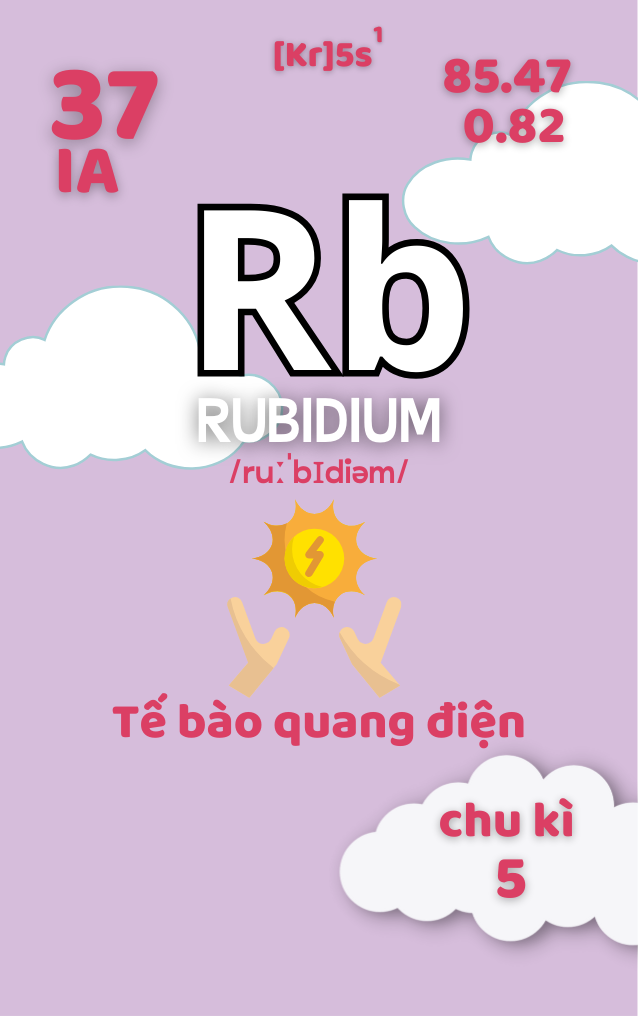 [Kr]5s¹
37
IA
85.47
0.82
Rb
RUBIDIUM
/ruːˈbɪdiəm/
Tế bào quang điện
chu kì
5